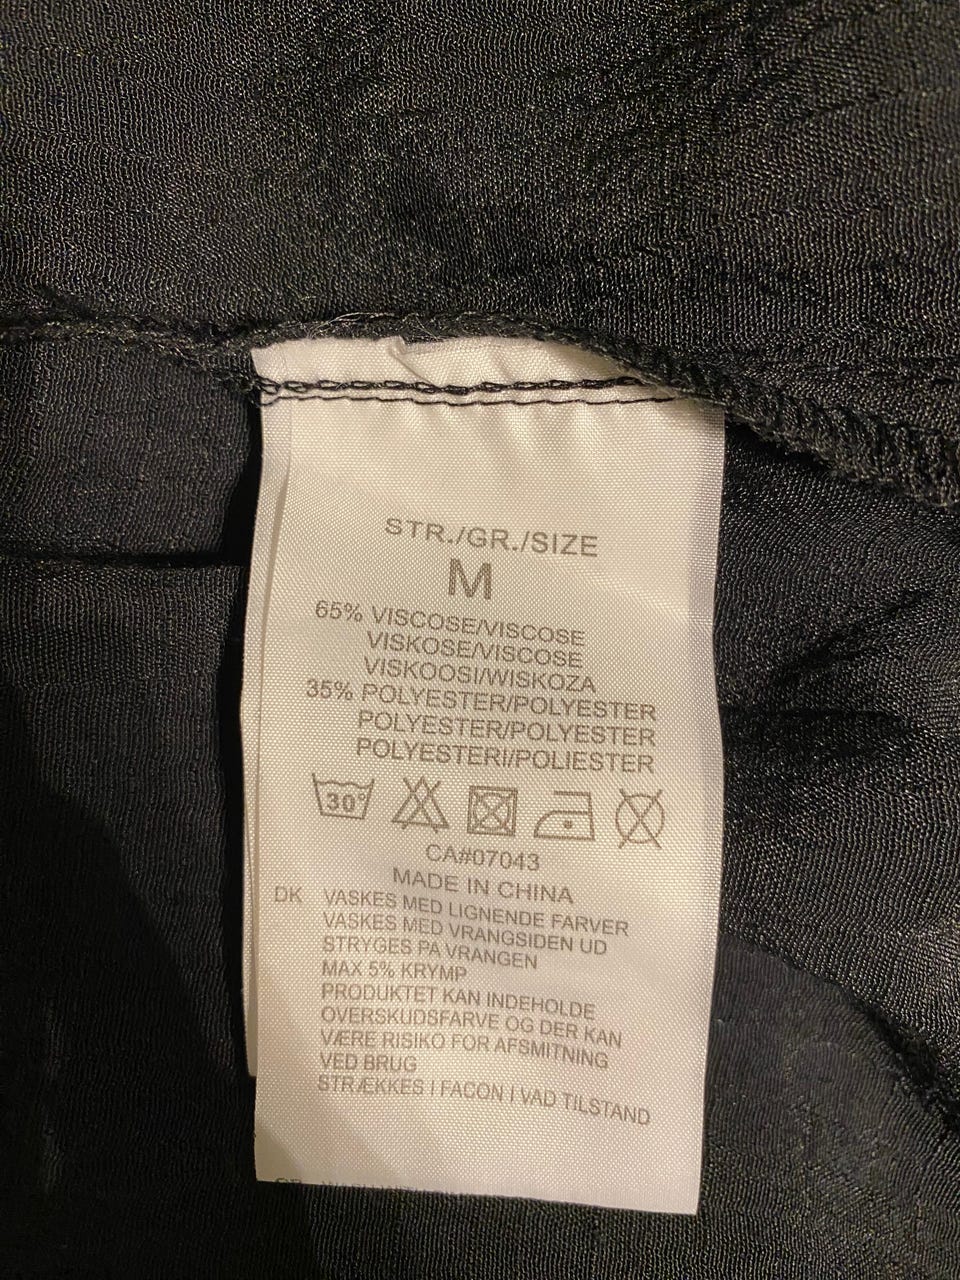 STR./GR./SIZE
M
65% VISCOSE/VISCOSE
VISKOSE/VISCOSE
VISKOOSI/WISKOZA
35% POLYESTER/POLYESTER
POLYESTER/POLYESTER
POLYESTERI/POLIESTER
30°
CA#07043
MADE IN CHINA
DK VASKES MED LIGNENDE FARVER
VASKES MED VRANGSIDEN UD
STRYGES PA VRANGEN
MAX 5% KRYMP
PRODUKTET KAN INDEHOLDE
OVERSKUDSFARVE OG DER KAN
VÆRE RISIKO FOR AFSMITNING
VED BRUG
STRÆKKES I FACON I VAD TILSTAND